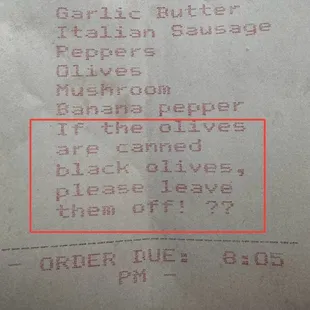 Garlic Butter
Italian Sausage
Peppers
Olives
Mushroom
Banana pepper
If the olives
are canned
black olives,
please leave
them off! ??
- ORDER DUE: 8:05
PM -